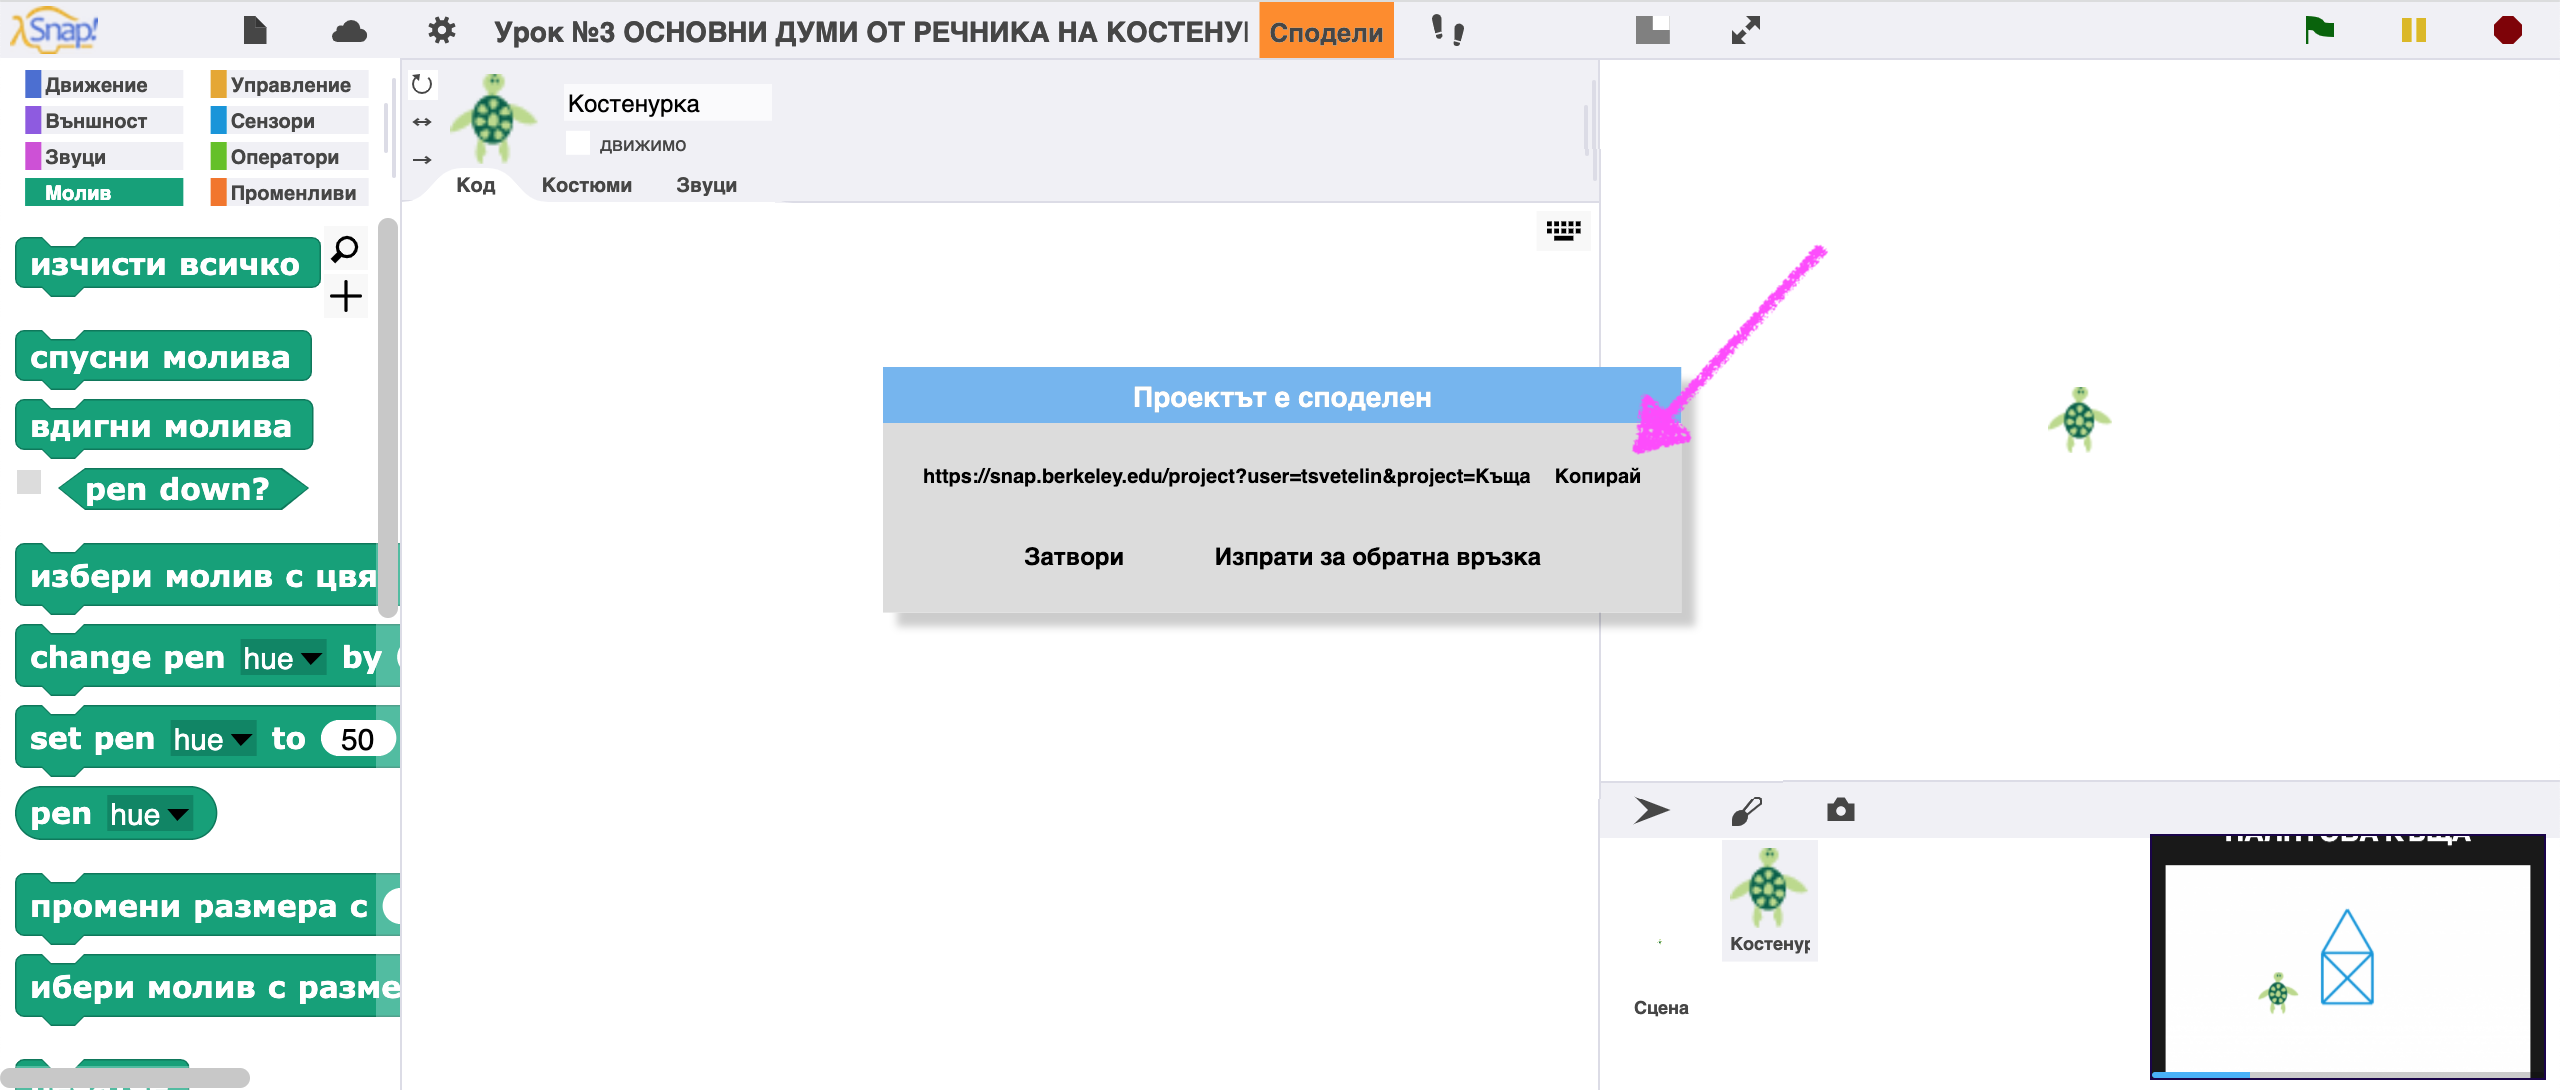 Snap!
Урок №3 ОСНОВНИ ДУМИ ОТ РЕЧНИКА НА КОСТЕНУ
Сподели
Движение
Управление
Външност
Сензори
Звуци
Оператори
Молив
Променливи
Костенурка
движимо
Код
Костюми
Звуци
изчисти всичко
спусни молива
вдигни молива
pen down?
избери молив с цвя
change pen hue by
set pen hue to 50
pen hue
промени размера с
ибери молив с разме
Проектът е споделен
https://snap.berkeley.edu/project?user=tsvetelin&project=Къща
Копирай
Затвори
Изпрати за обратна връзка
Костенур
Сцена